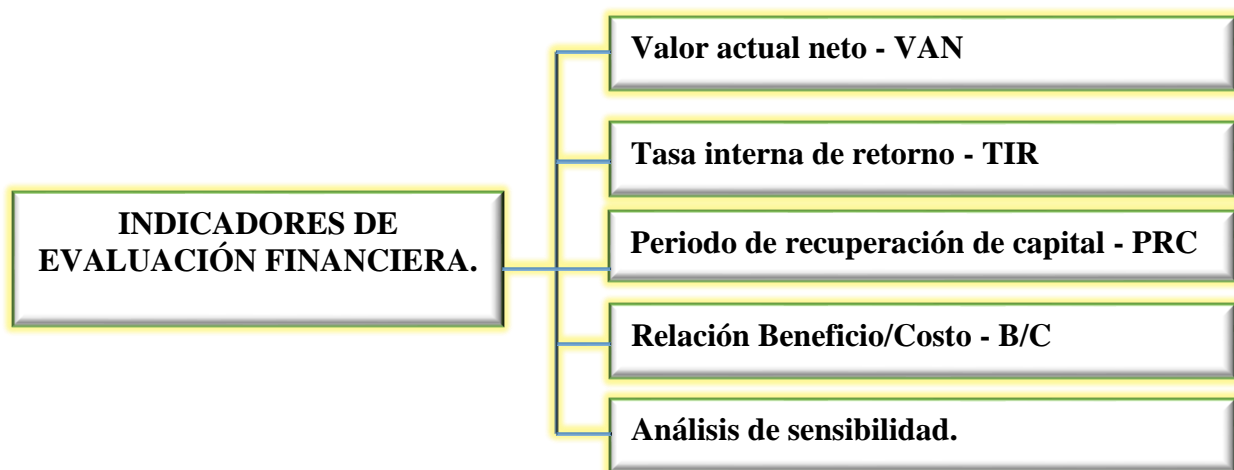 INDICADORES DE
EVALUACIÓN FINANCIERA.
Valor actual neto - VAN
Tasa interna de retorno - TIR
Periodo de recuperación de capital - PRC
Relación Beneficio/Costo - B/C
Análisis de sensibilidad.